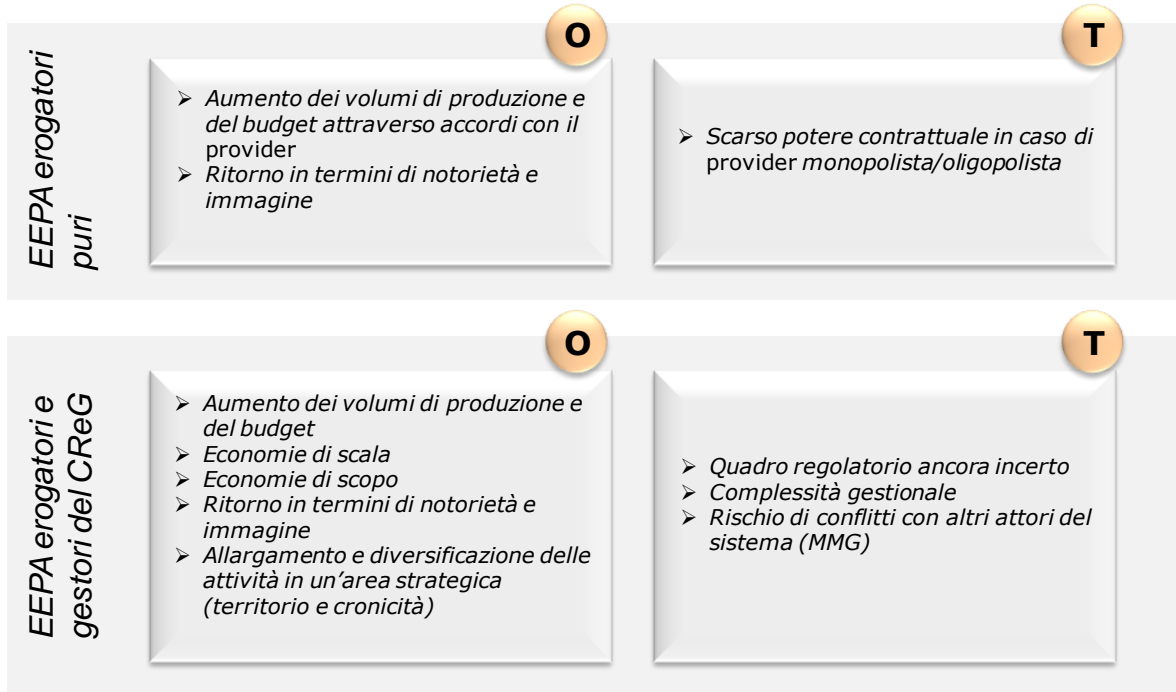 EEPA erogatori
puri
O
➢ Aumento dei volumi di produzione e
del budget attraverso accordi con il
provider
➢ Ritorno in termini di notorietà e
immagine
T
➢ Scarso potere contrattuale in caso di
provider monopolista/oligopolista
EEPA erogatori e
gestori del CReG
O
➢ Aumento dei volumi di produzione e
del budget
➢ Economie di scala
➢ Economie di scopo
➢ Ritorno in termini di notorietà e
immagine
➢ Allargamento e diversificazione delle
attività in un’area strategica
(territorio e cronicità)
T
➢ Quadro regolatorio ancora incerto
➢ Complessità gestionale
➢ Rischio di conflitti con altri attori del
sistema (MMG)